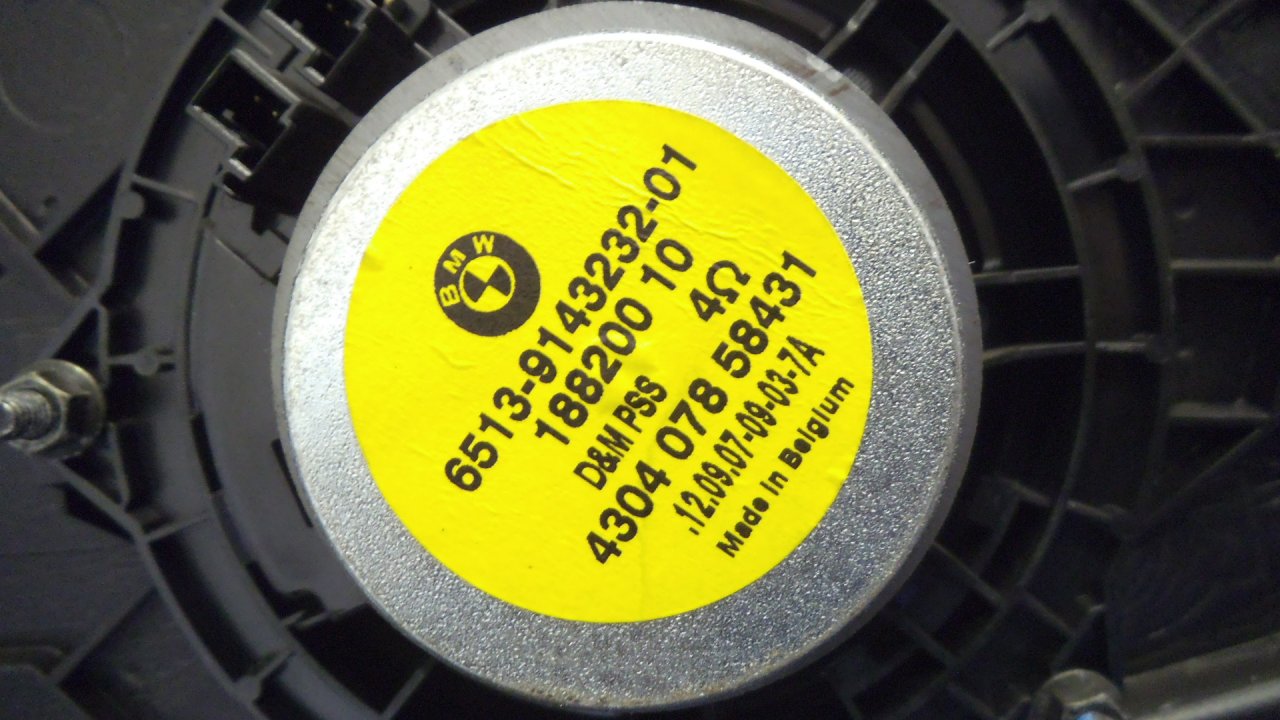 BMW
6513-9143232-01
188200 10
D&M PSS 4Ω
4304 078 58431
,12,09,07-09-03-7A
Made In Belgium